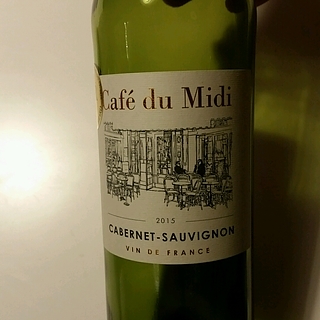 Café du Midi
2015
CABERNET-SAUVIGNON
VIN DE FRANCE